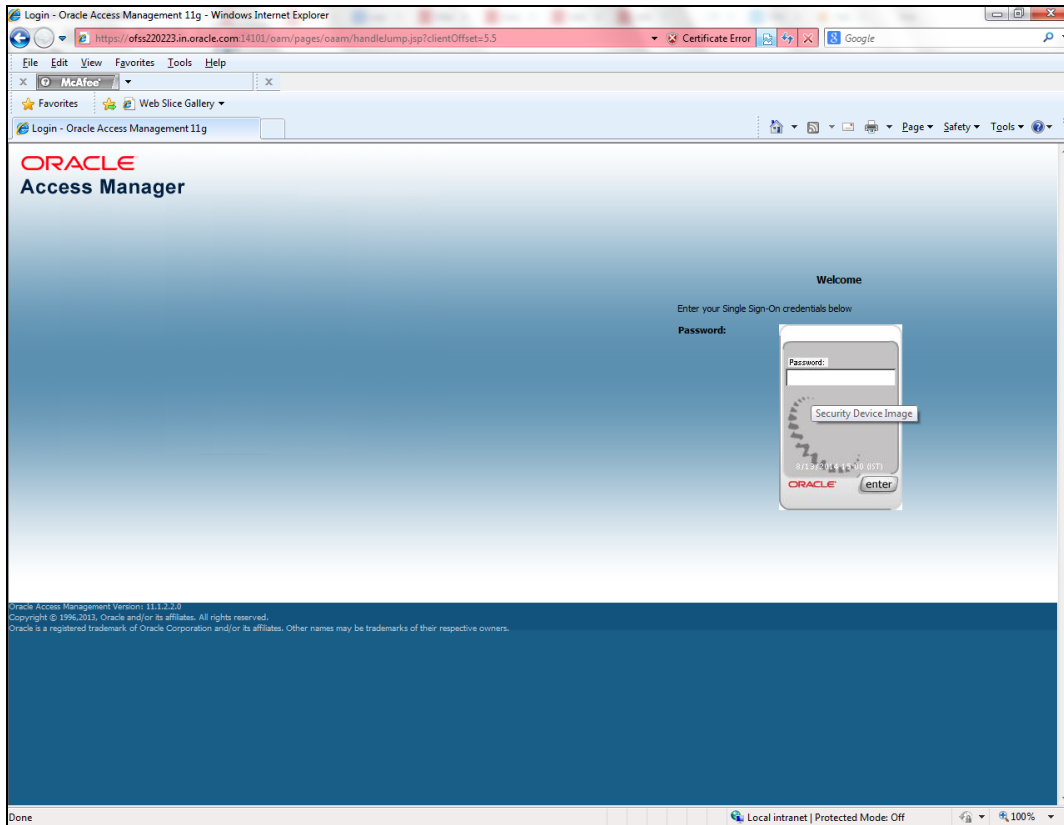 Login - Oracle Access Management 11g - Windows Internet Explorer
https://ofss220223.in.oracle.com:14101/oam/pages/oaam/handleJump.jsp?clientOffset=5.5
Certificate Error
Google
File Edit View Favorites Tools Help
x McAfee x
Favorites Web Slice Gallery
Login - Oracle Access Management 11g
Page Safety Tools
ORACLE
Access Manager
Welcome
Enter your Single Sign-On credentials below
Password:
Password:
Security Device Image
ORACLE
enter
Oracle Access Management Version: 11.1.2.2.0
Copyright © 1996,2013, Oracle and/or its affiliates. All rights reserved.
Oracle is a registered trademark of Oracle Corporation and/or its affiliates. Other names may be trademarks of their respective owners.
Done
Local intranet | Protected Mode: Off
100%